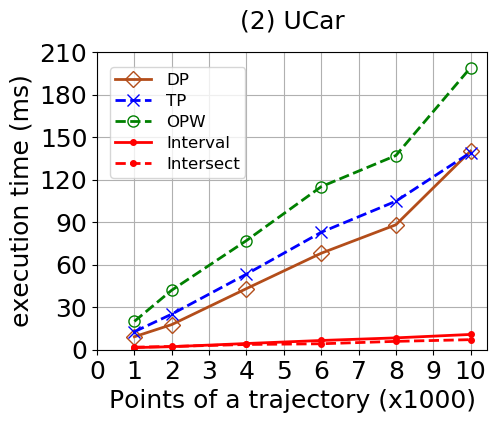 (2) UCar
210
180
150
120
90
60
30
0
execution time (ms)
DP
TP
OPW
Interval
Intersect
0 1 2 3 4 5 6 7 8 9 10
Points of a trajectory (x1000)